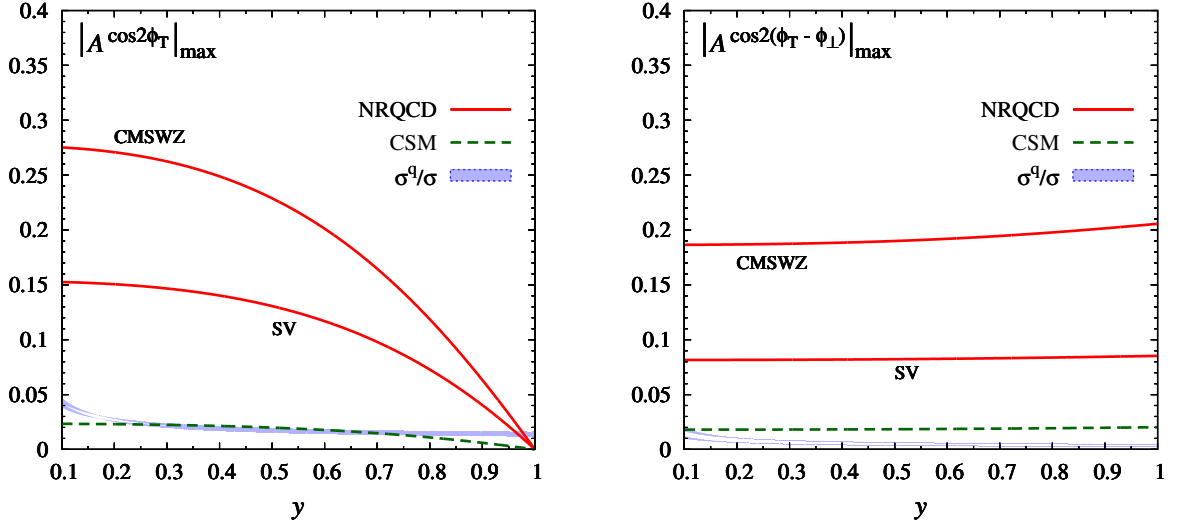 |A^cos2ϕ_T|_max
NRQCD
CSM
σ^q/σ
CMSWZ
SV
0.4
0.35
0.3
0.25
0.2
0.15
0.1
0.05
0
0.1 0.2 0.3 0.4 0.5 0.6 0.7 0.8 0.9 1
y
|A^cos2(ϕ_T - ϕ_⊥)|_max
NRQCD
CSM
σ^q/σ
CMSWZ
SV
0.4
0.35
0.3
0.25
0.2
0.15
0.1
0.05
0
0.1 0.2 0.3 0.4 0.5 0.6 0.7 0.8 0.9 1
y